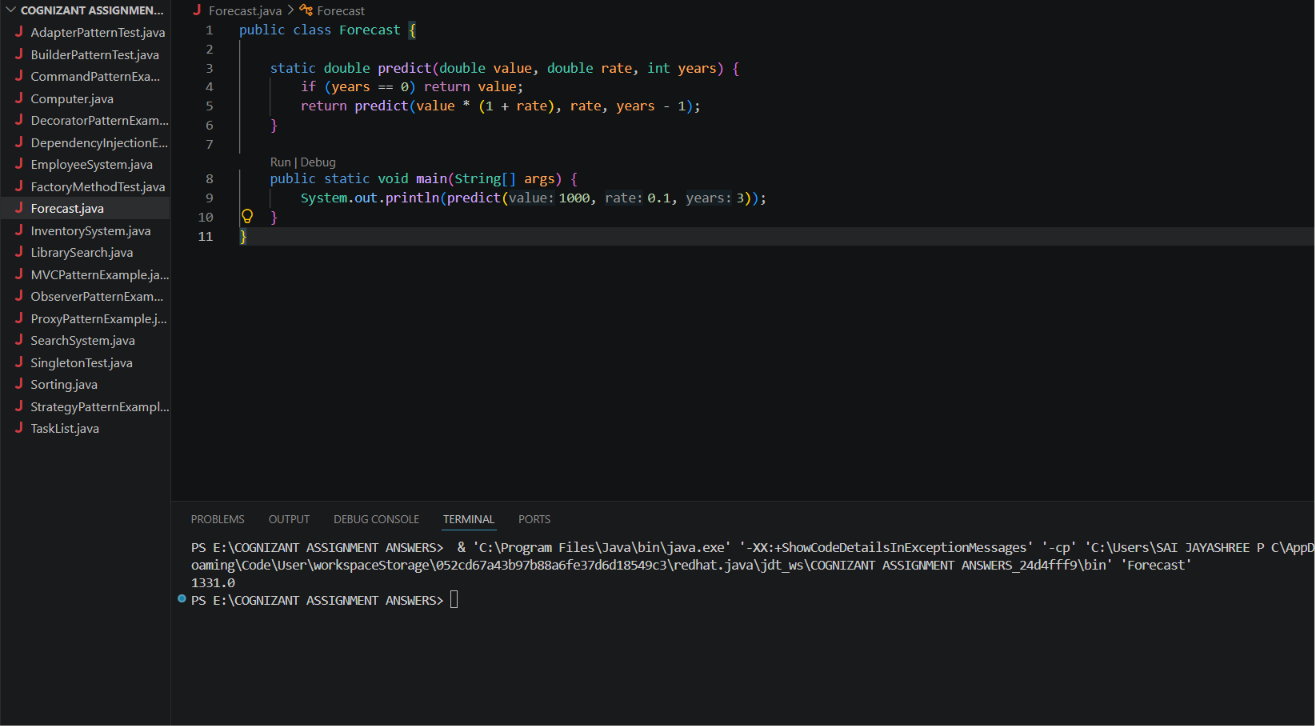 COGNIZANT ASSIGNMEN...
AdapterPatternTest.java
BuilderPatternTest.java
CommandPatternExa...
Computer.java
DecoratorPatternExam...
DependencyInjectionE...
EmployeeSystem.java
FactoryMethodTest.java
Forecast.java
InventorySystem.java
LibrarySearch.java
MVCPatternExample.ja...
ObserverPatternExam...
ProxyPatternExample.j...
SearchSystem.java
SingletonTest.java
Sorting.java
StrategyPatternExampl...
TaskList.java
Forecast.java > Forecast
1 public class Forecast {
2
3 static double predict(double value, double rate, int years) {
4 if (years == 0) return value;
5 return predict(value * (1 + rate), rate, years - 1);
6 }
7
Run | Debug
8 public static void main(String[] args) {
9 System.out.println(predict(value: 1000, rate: 0.1, years: 3));
10 }
11 }
PROBLEMS OUTPUT DEBUG CONSOLE TERMINAL PORTS
PS E:\COGNIZANT ASSIGNMENT ANSWERS> & 'C:\Program Files\Java\bin\java.exe' '-XX:+ShowCodeDetailsInExceptionMessages' '-cp' 'C:\Users\SAI JAYASHREE P C\AppD
oaming\Code\User\workspaceStorage\052cd67a43b97b88a6fe37d6d18549c3\redhat.java\jdt_ws\COGNIZANT ASSIGNMENT ANSWERS_24d4fff9\bin' 'Forecast'
1331.0
PS E:\COGNIZANT ASSIGNMENT ANSWERS>